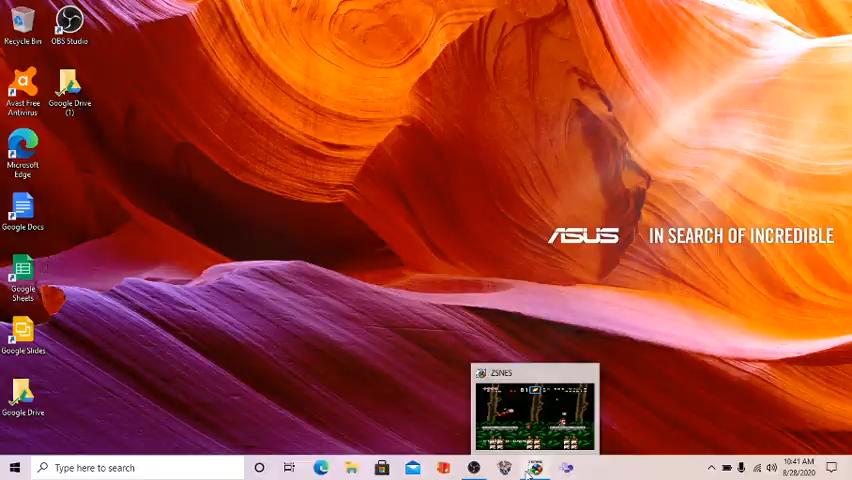 Recycle Bin
OBS Studio
Avast Free
Antivirus
Google Drive
(1)
Microsoft
Edge
Google Docs
Google
Sheets
Google Slides
Google Drive
ASUS
IN SEARCH OF INCREDIBLE
ZSNES
Type here to search
10:41 AM
8/28/2020